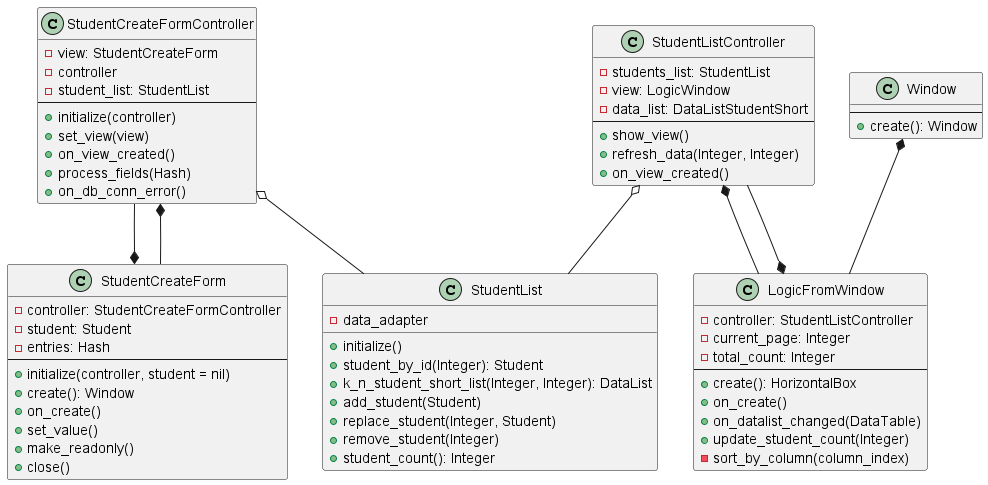 C StudentCreateFormController
view: StudentCreateForm
controller
student_list: StudentList
initialize(controller)
set_view(view)
on_view_created()
process_fields(Hash)
on_db_conn_error()
C StudentListController
students_list: StudentList
view: LogicWindow
data_list: DataListStudentShort
show_view()
refresh_data(Integer, Integer)
on_view_created()
C Window
create(): Window
C StudentCreateForm
controller: StudentCreateFormController
student: Student
entries: Hash
initialize(controller, student = nil)
create(): Window
on_create()
set_value()
make_readonly()
close()
C StudentList
data_adapter
initialize()
student_by_id(Integer): Student
k_n_student_short_list(Integer, Integer): DataList
add_student(Student)
replace_student(Integer, Student)
remove_student(Integer)
student_count(): Integer
C LogicFromWindow
controller: StudentListController
current_page: Integer
total_count: Integer
create(): HorizontalBox
on_create()
on_datalist_changed(DataTable)
update_student_count(Integer)
sort_by_column(column_index)